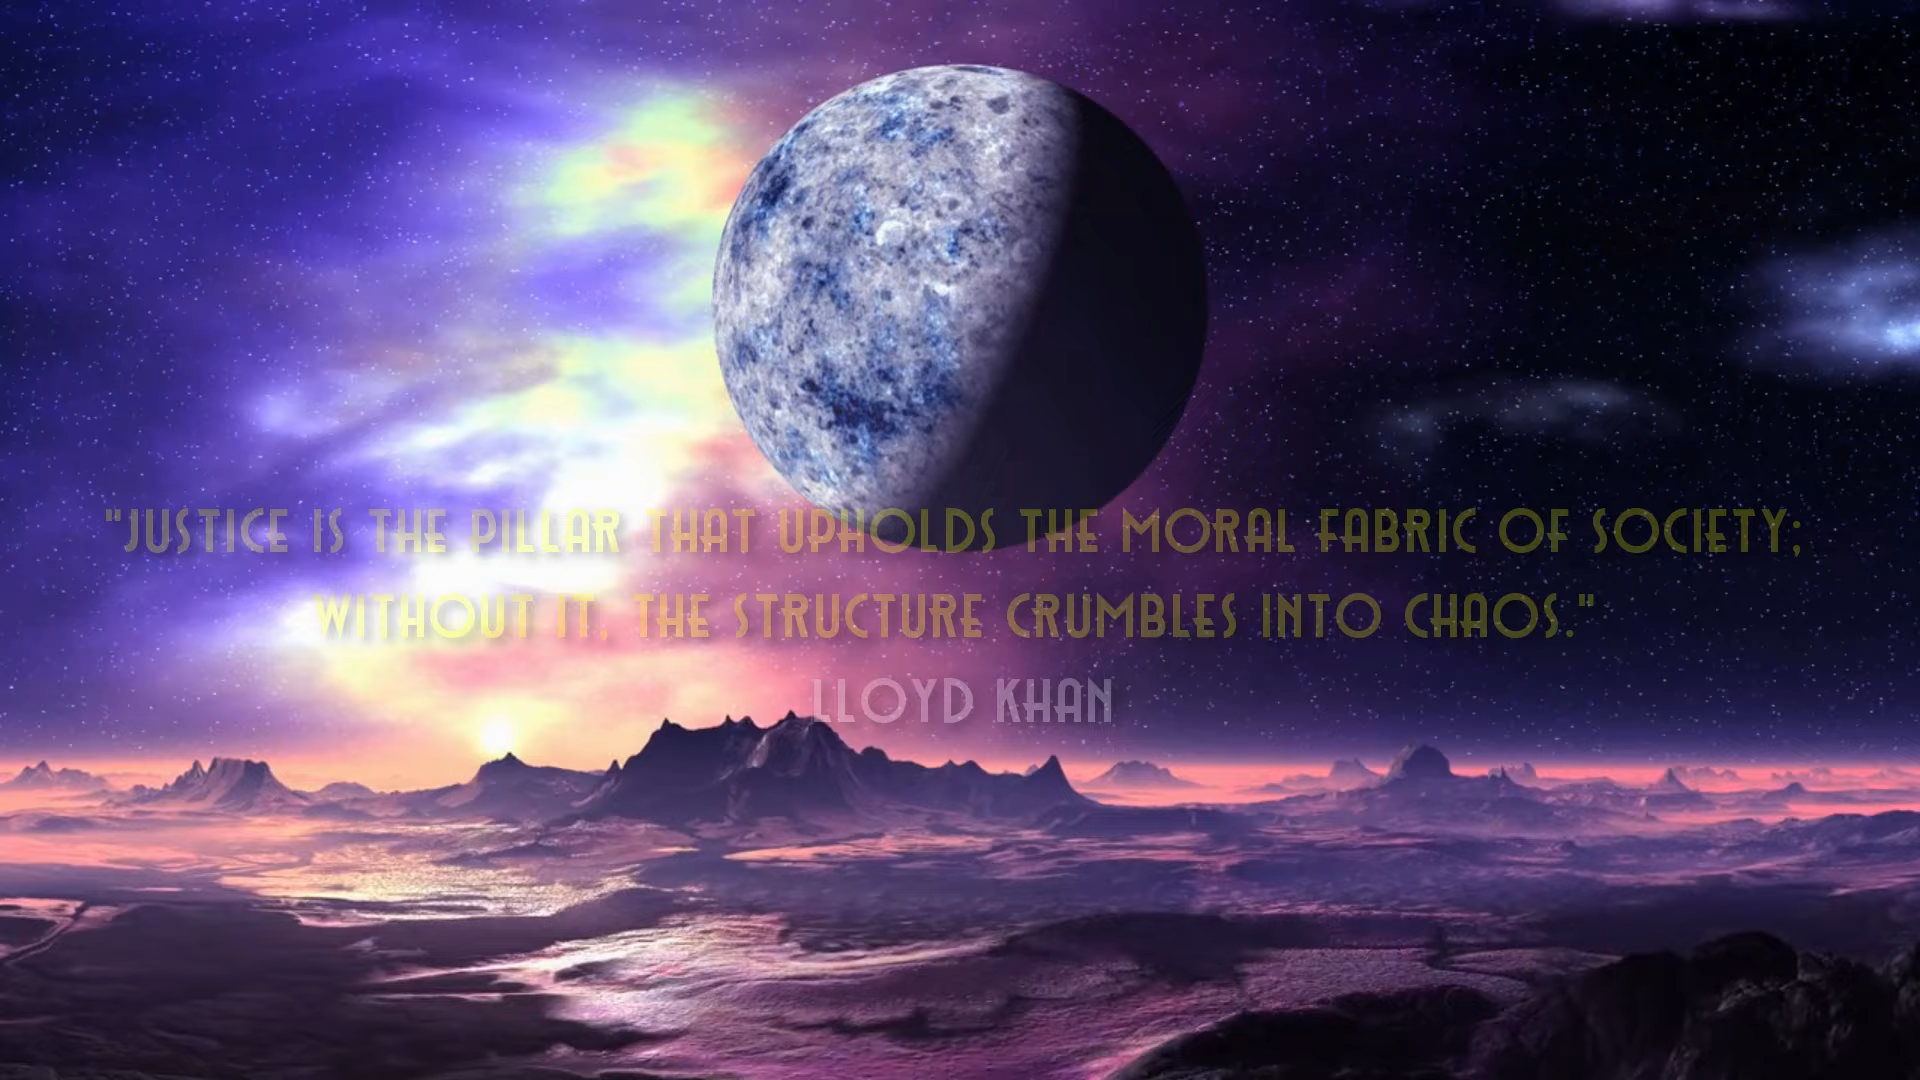 "JUSTICE IS THE PILLAR THAT UPHOLDS THE MORAL FABRIC OF SOCIETY;
WITHOUT IT, THE STRUCTURE CRUMBLES INTO CHAOS."
LLOYD KHAN